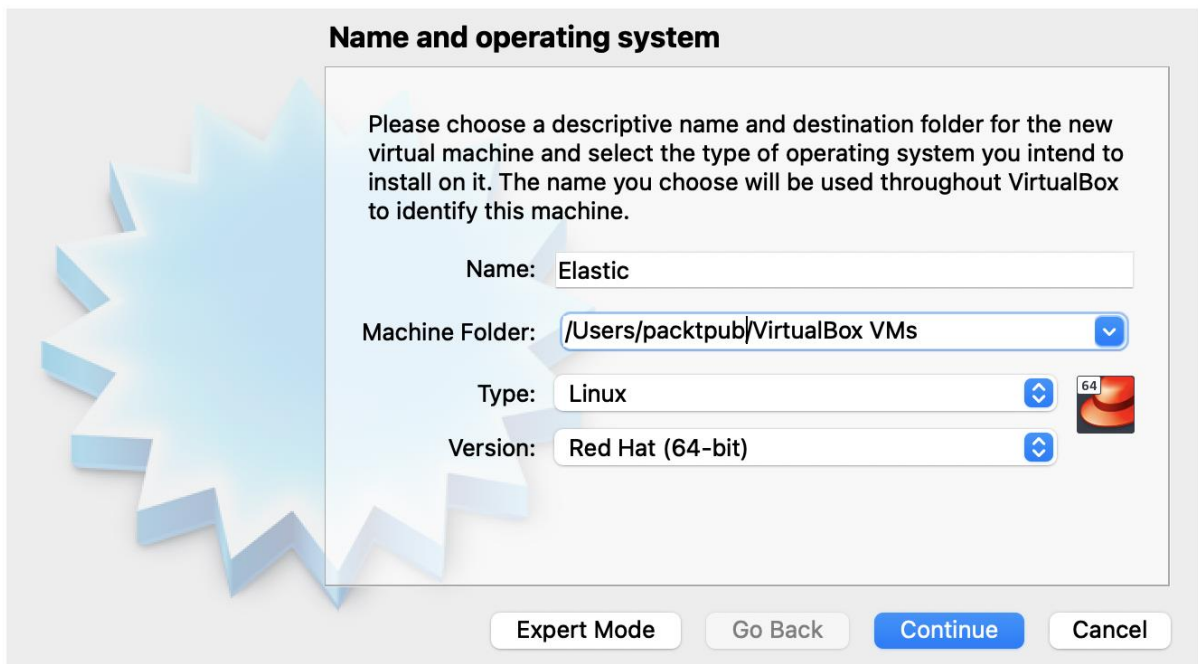 Name and operating system
Please choose a descriptive name and destination folder for the new
virtual machine and select the type of operating system you intend to
install on it. The name you choose will be used throughout VirtualBox
to identify this machine.
Name: Elastic
Machine Folder: /Users/packtpub/VirtualBox VMs
Type: Linux
64
Version: Red Hat (64-bit)
Expert Mode Go Back Continue Cancel